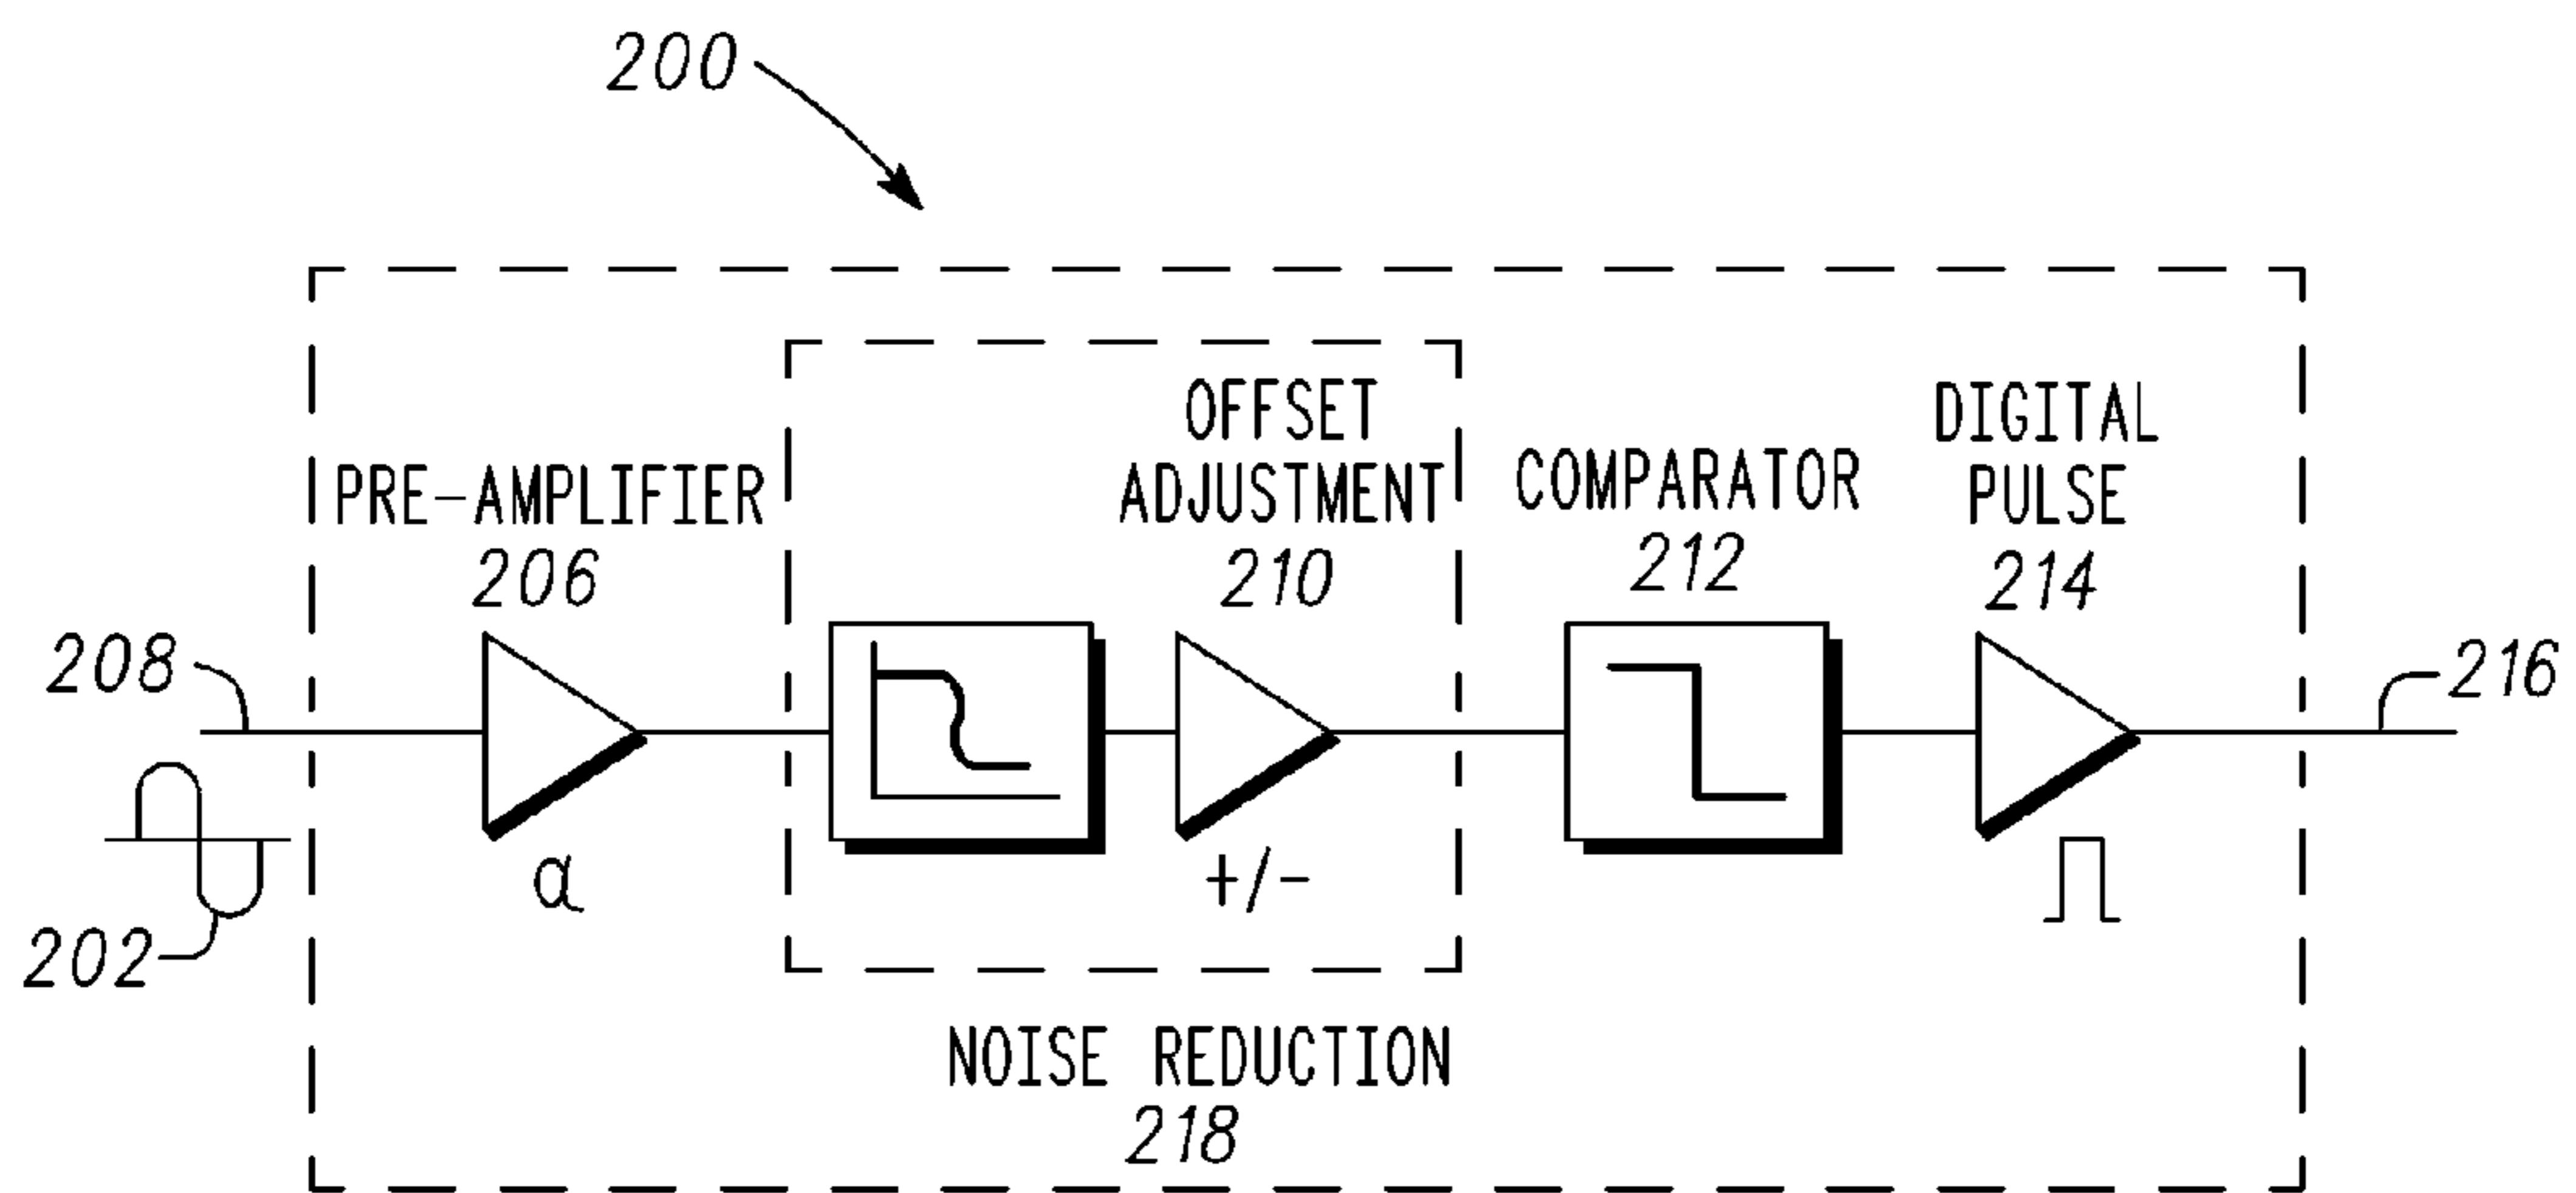 200
OFFSET
ADJUSTMENT
210
DIGITAL
PULSE
214
PRE-AMPLIFIER
206
COMPARATOR
212
208
216
202
α
+/-
NOISE REDUCTION
218